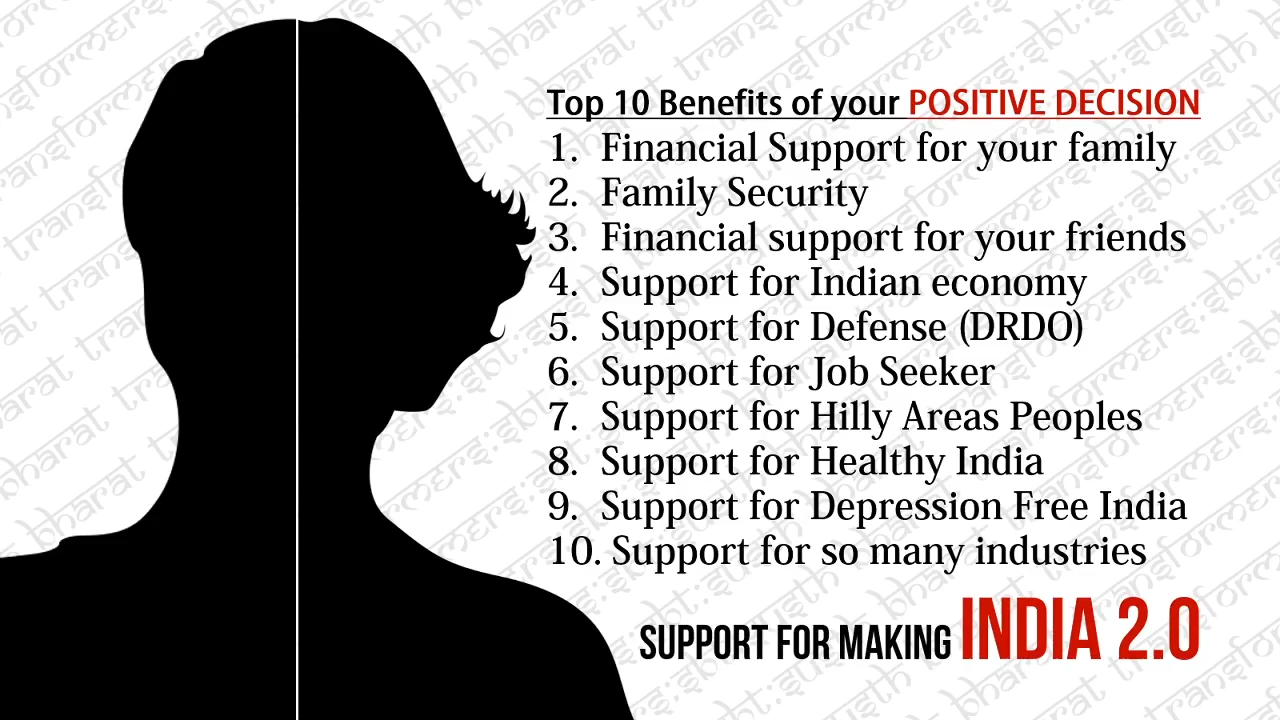 Top 10 Benefits of your POSITIVE DECISION
1. Financial Support for your family
2. Family Security
3. Financial support for your friends
4. Support for Indian economy
5. Support for Defense (DRDO)
6. Support for Job Seeker
7. Support for Hilly Areas Peoples
8. Support for Healthy India
9. Support for Depression Free India
10. Support for so many industries
SUPPORT FOR MAKING INDIA 2.0